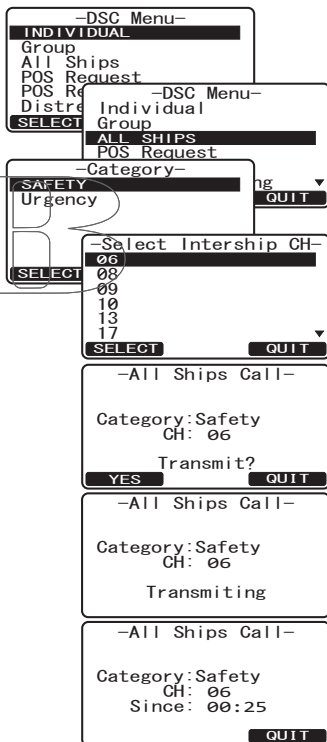 -DSC Menu-
INDIVIDUAL
Group
All Ships
POS Request
POS Re
Distre
SELECT
-DSC Menu-
Individual
Group
ALL SHIPS
POS Request
ng
QUIT
-Category-
SAFETY
Urgency
SELECT
-Select Intership CH-
06
08
09
10
13
17
SELECT QUIT
-All Ships Call-
Category:Safety
CH: 06
Transmit?
YES QUIT
-All Ships Call-
Category:Safety
CH: 06
Transmiting
-All Ships Call-
Category:Safety
CH: 06
Since: 00:25
QUIT